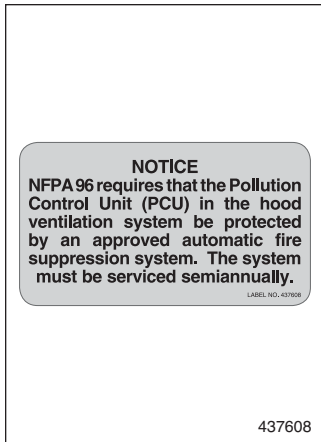 NOTICE
NFPA 96 requires that the Pollution
Control Unit (PCU) in the hood
ventilation system be protected
by an approved automatic fire
suppression system. The system
must be serviced semiannually.
LABEL NO. 437608
437608